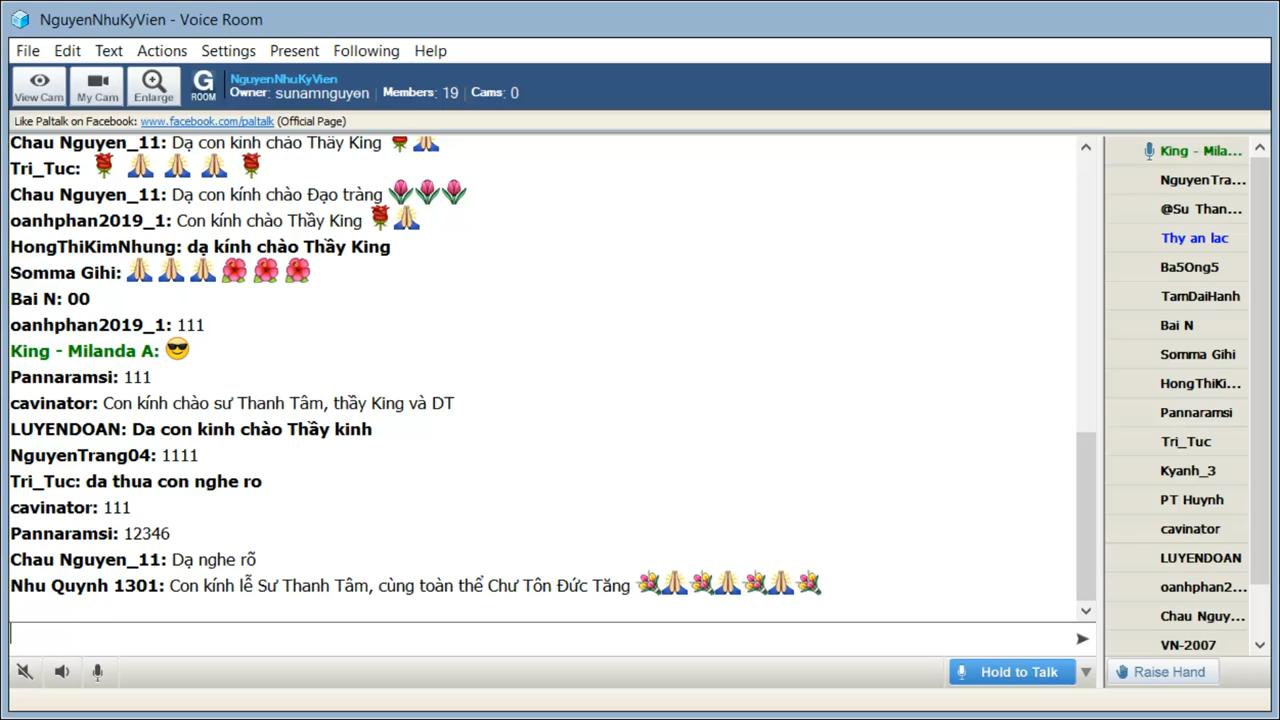 NguyenNhuKyVien - Voice Room
File Edit Text Actions Settings Present Following Help
View Cam
My Cam
Enlarge
G
ROOM
NguyenNhuKyVien
Owner: sunamnguyen | Members: 19 | Cams: 0
Like Paltalk on Facebook: www.facebook.com/paltalk (Official Page)
Chau Nguyen_11: Dạ con kính chào Thầy King
Tri_Tuc:
Chau Nguyen_11: Dạ con kính chào Đạo tràng
oanhphan2019_1: Con kính chào Thầy King
HongThiKimNhung: dạ kính chào Thầy King
Somma Gihi:
Bai N: 00
oanhphan2019_1: 111
King - Milanda A:
Pannaramsi: 111
cavinator: Con kính chào sư Thanh Tâm, thầy King và DT
LUYENDOAN: Da con kinh chào Thầy kinh
NguyenTrang04: 1111
Tri_Tuc: da thua con nghe ro
cavinator: 111
Pannaramsi: 12346
Chau Nguyen_11: Dạ nghe rõ
Nhu Quynh 1301: Con kính lễ Sư Thanh Tâm, cùng toàn thể Chư Tôn Đức Tăng
Hold to Talk
King - Mila...
NguyenTra...
@Su Than...
Thy an lac
Ba5Ong5
TamDaiHanh
Bai N
Somma Gihi
HongThiKi...
Pannaramsi
Tri_Tuc
Kyanh_3
PT Huynh
cavinator
LUYENDOAN
oanhphan2...
Chau Nguy...
VN-2007
Raise Hand